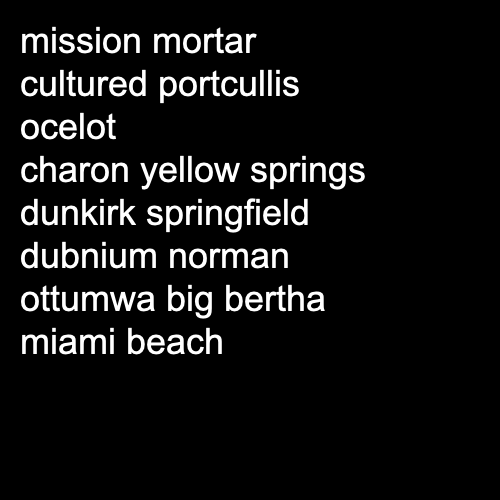 mission mortar
cultured portcullis
ocelot
charon yellow springs
dunkirk springfield
dubnium norman
ottumwa big bertha
miami beach